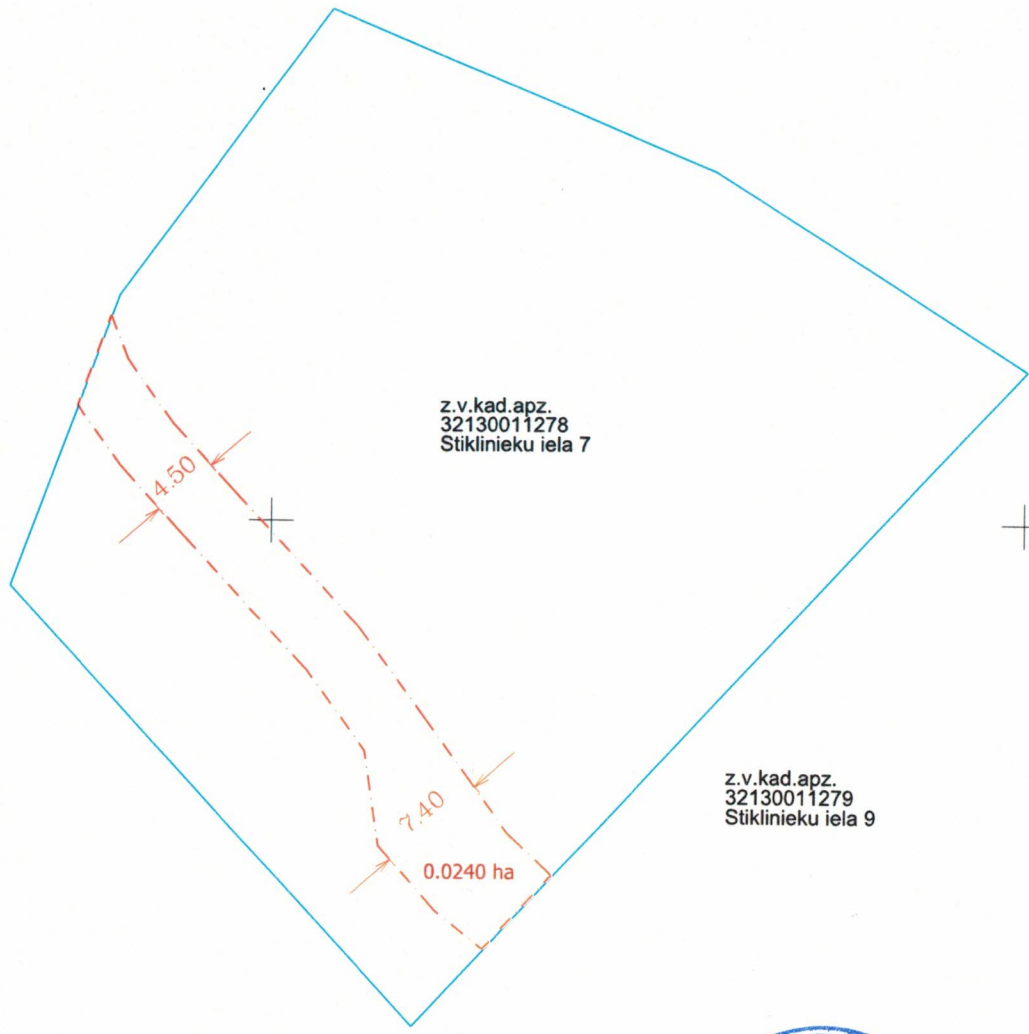 z.v.kad.apz.
32130011278
Stiklinieku iela 7
4.50
7.40
0.0240 ha
z.v.kad.apz.
32130011279
Stiklinieku iela 9